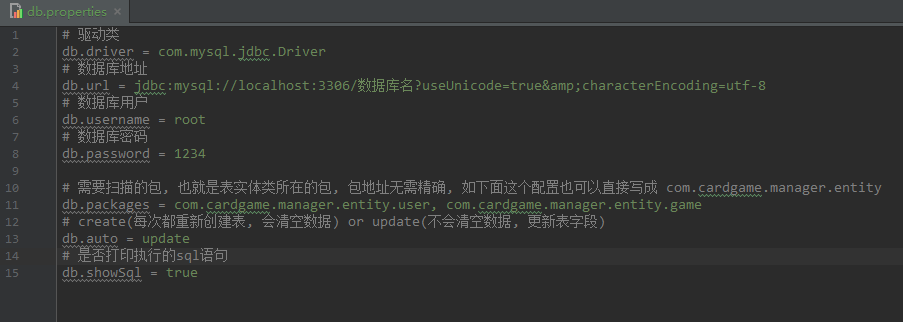 db.properties
1 # 驱动类
2 db.driver = com.mysql.jdbc.Driver
3 # 数据库地址
4 db.url = jdbc:mysql://localhost:3306/数据库名?useUnicode=true&amp;characterEncoding=utf-8
5 # 数据库用户
6 db.username = root
7 # 数据库密码
8 db.password = 1234
9
10 # 需要扫描的包, 也就是表实体类所在的包, 包地址无需精确, 如下面这个配置也可以直接写成 com.cardgame.manager.entity
11 db.packages = com.cardgame.manager.entity.user, com.cardgame.manager.entity.game
12 # create(每次都重新创建表, 会清空数据) or update(不会清空数据, 更新表字段)
13 db.auto = update
14 # 是否打印执行的sql语句
15 db.showSql = true